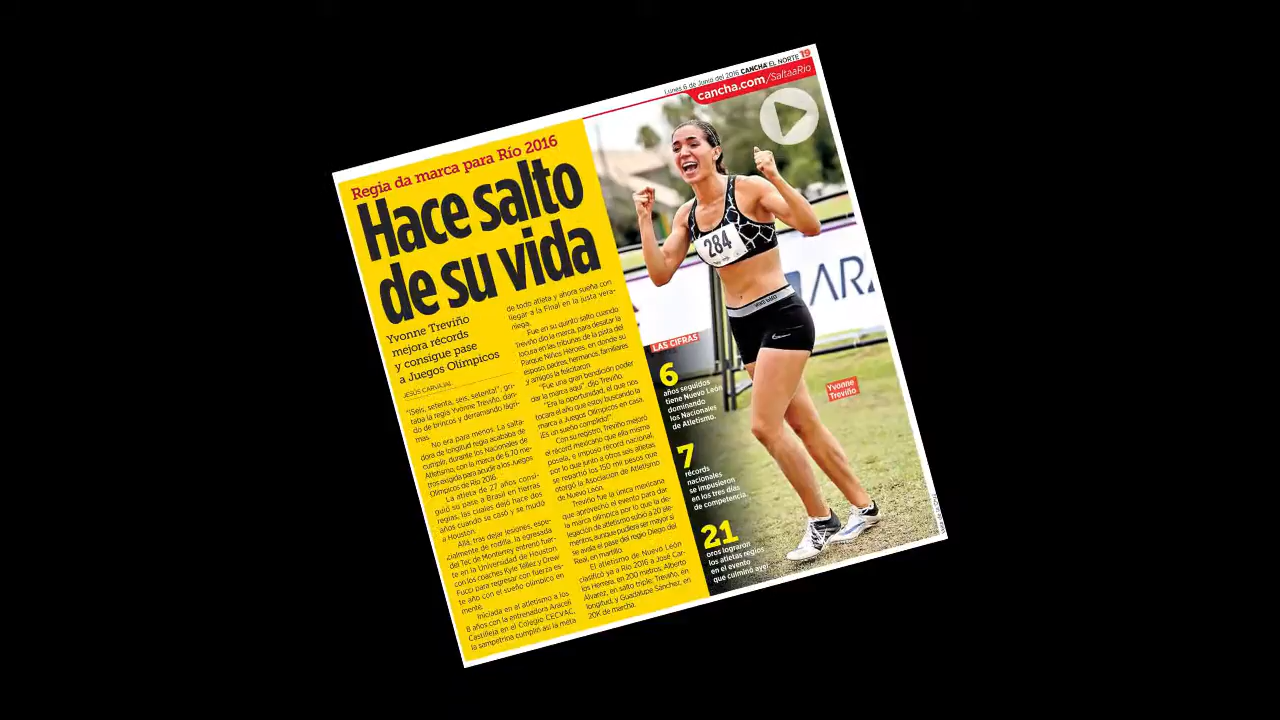 Lunes 6 de Junio del 2016 CANCHA EL NORTE 19
cancha.com/SaltaaRio
Regia da marca para Río 2016
Hace salto
de su vida
Yvonne Treviño
mejora récords
y consigue pase
a Juegos Olímpicos
JESÚS CARVAJAL
"¡Seis, setenta, seis, setenta!", gri-
taba la regia Yvonne Treviño, dan-
do de brincos y derramando lágri-
mas.
No era para menos: La salta-
dora de longitud regia acababa de
cumplir, durante los Nacionales de
Atletismo, con la marca de 6.70 me-
tros exigida para acudir a los Juegos
Olímpicos de Río 2016.
La atleta de 27 años consi-
guió su pase a Brasil en tierras
regias, las cuales dejó hace dos
años cuando se casó y se mudó
a Houston.
Allá, tras dejar lesiones, espe-
cialmente de rodilla, la egresada
del Tec de Monterrey entrenó fuer-
te en la Universidad de Houston
con los coaches Kyle Téllez y Drew
Fucci para regresar con fuerza es-
te año con el sueño olímpico en
mente.
Iniciada en el atletismo a los
8 años con la entrenadora Araceli
Castilleja en el Colegio CECVAC,
la sampetrina cumplió así la meta
de todo atleta y ahora sueña con
llegar a la Final en la justa vera-
niega.
Fue en su quinto salto cuando
Treviño dio la marca, para desatar la
locura en las tribunas de la pista del
Parque Niños Héroes, en donde su
esposo, padres, hermanos, familiares
y amigos la felicitaron.
"Fue una gran bendición poder
dar la marca aquí", dijo Treviño.
"Era la oportunidad, el que nos
tocara el año que estoy buscando la
marca a Juegos Olímpicos en casa.
¡Es un sueño cumplido!".
Con su registro, Treviño mejoró
el récord mexicano que ella misma
poseía, e impuso récord nacional,
por lo que junto a otros seis atletas
se repartió los 150 mil pesos que
otorgó la Asociación de Atletismo
de Nuevo León.
Treviño fue la única mexicana
que aprovechó el evento para dar
la marca olímpica por lo que la de-
legación de atletismo subió a 20 ele-
mentos, aunque pudiera ser mayor si
se avala el pase del regio Diego del
Real, en martillo.
El atletismo de Nuevo León
clasificó ya a Río 2016 a José Car-
los Herrera, en 200 metros; Alberto
Álvarez, en salto triple; Treviño, en
longitud, y Guadalupe Sánchez, en
20K de marcha.
284
ARA
LAS CIFRAS
6
años seguidos
tiene Nuevo León
dominando
los Nacionales
de Atletismo.
7
récords
nacionales
se impusieron
en los tres días
de competencia.
21
oros lograron
los atletas regios
en el evento
que culminó ayer.
Yvonne
Treviño